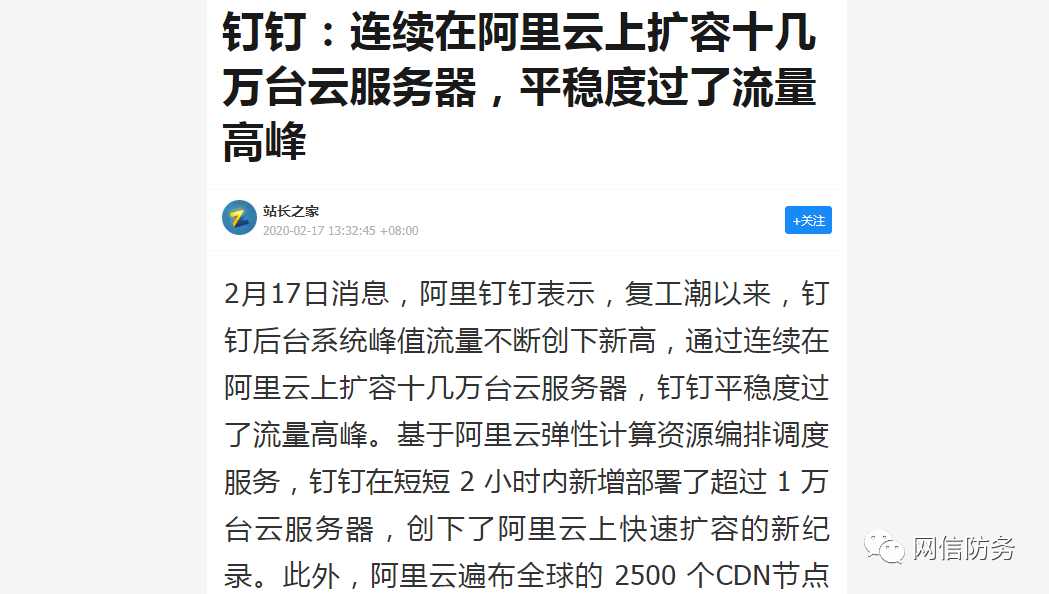 钉钉：连续在阿里云上扩容十几
万台云服务器，平稳度过了流量
高峰
站长之家
2020-02-17 13:32:45 +08:00
+关注
2月17日消息，阿里钉钉表示，复工潮以来，钉
钉后台系统峰值流量不断创下新高，通过连续在
阿里云上扩容十几万台云服务器，钉钉平稳度过
了流量高峰。基于阿里云弹性计算资源编排调度
服务，钉钉在短短 2 小时内新增部署了超过 1 万
台云服务器，创下了阿里云上快速扩容的新纪
录。此外，阿里云遍布全球的 2500 个CDN节点
网信防务